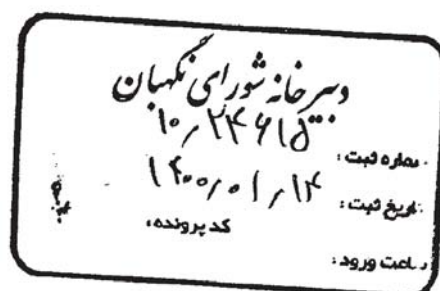 دبیرخانه شورای نگهبان
شماره ثبت: ۱۰/۲۴۶۱۵
تاریخ ثبت: ۱۴۰۰/۰۱/۱۴
کد پرونده:
ساعت ورود: